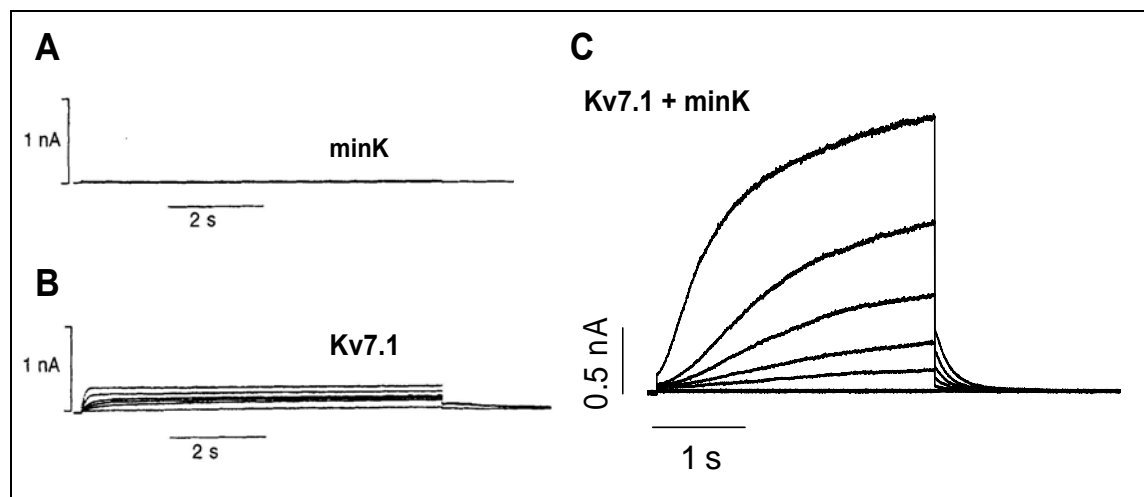 A
1 nA
minK
2 s
B
1 nA
Kv7.1
2 s
C
Kv7.1 + minK
0.5 nA
1 s